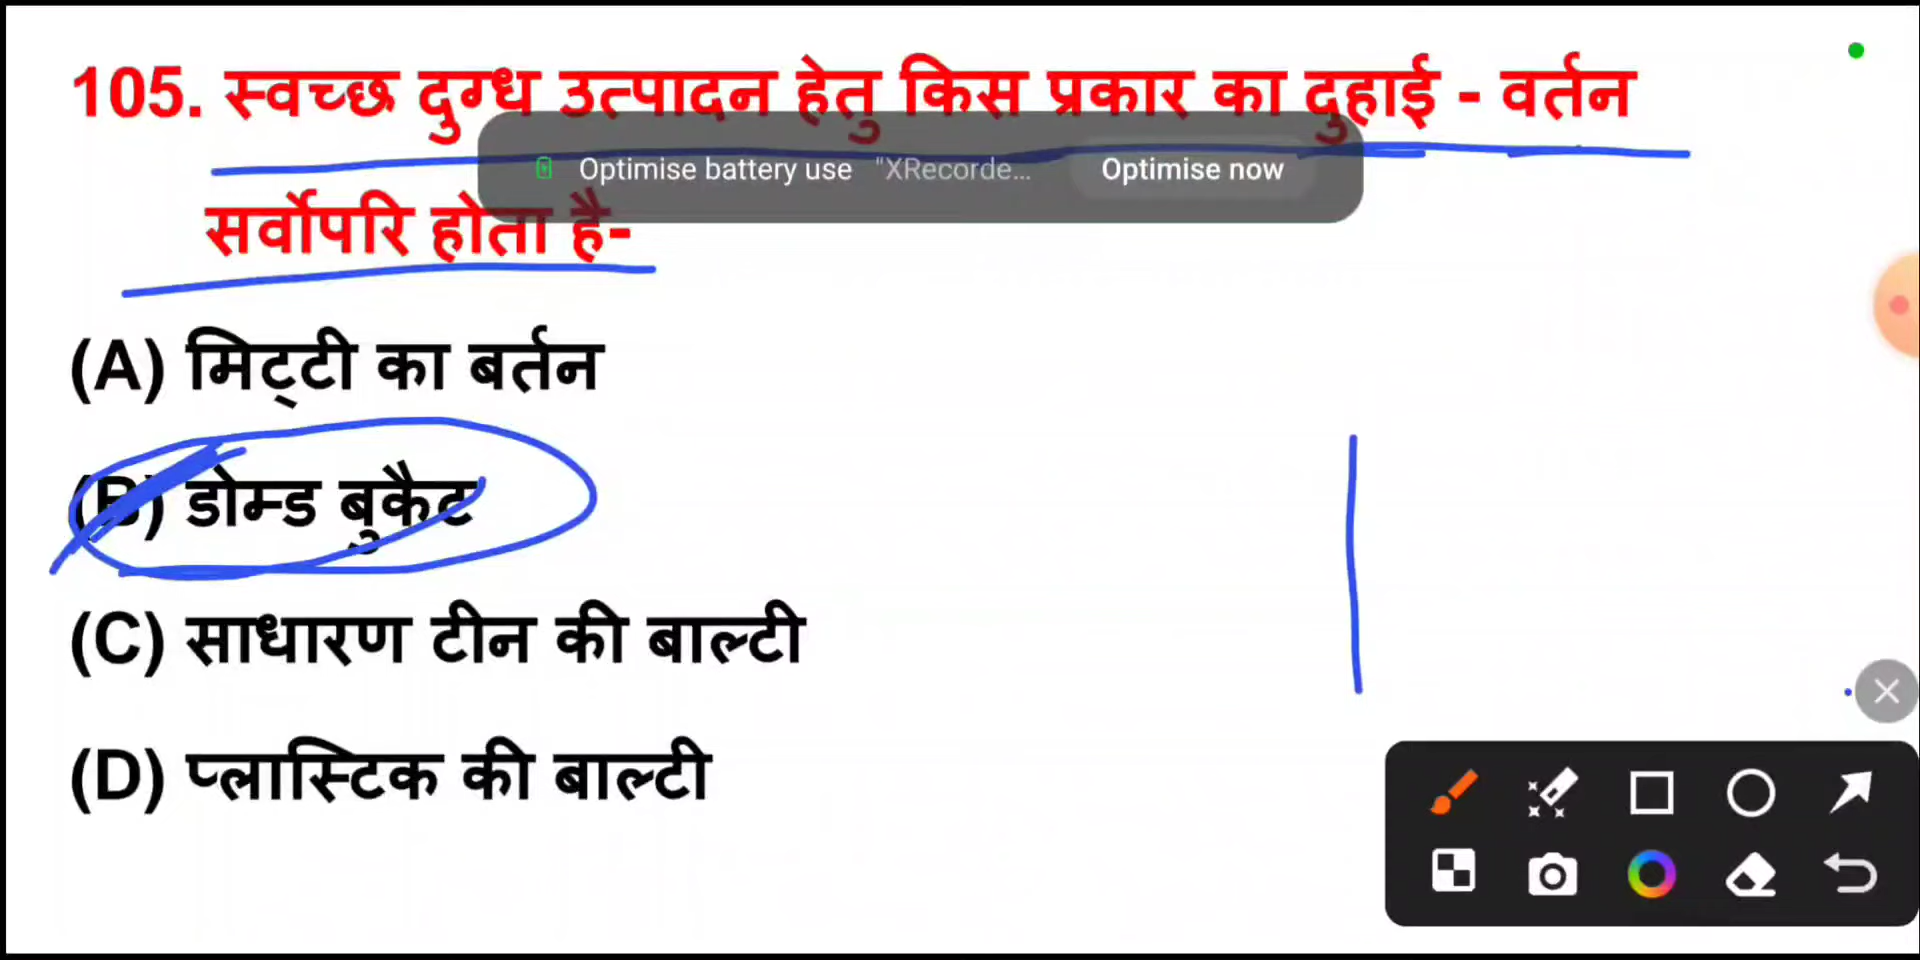 105. स्वच्छ दुग्ध उत्पादन हेतु किस प्रकार का दुहाई - वर्तन
Optimise battery use "XRecorde... Optimise now
सर्वोपरि होता है-
(A) मिट्टी का बर्तन
(B) डोम्ड बुकैट
(C) साधारण टीन की बाल्टी
(D) प्लास्टिक की बाल्टी